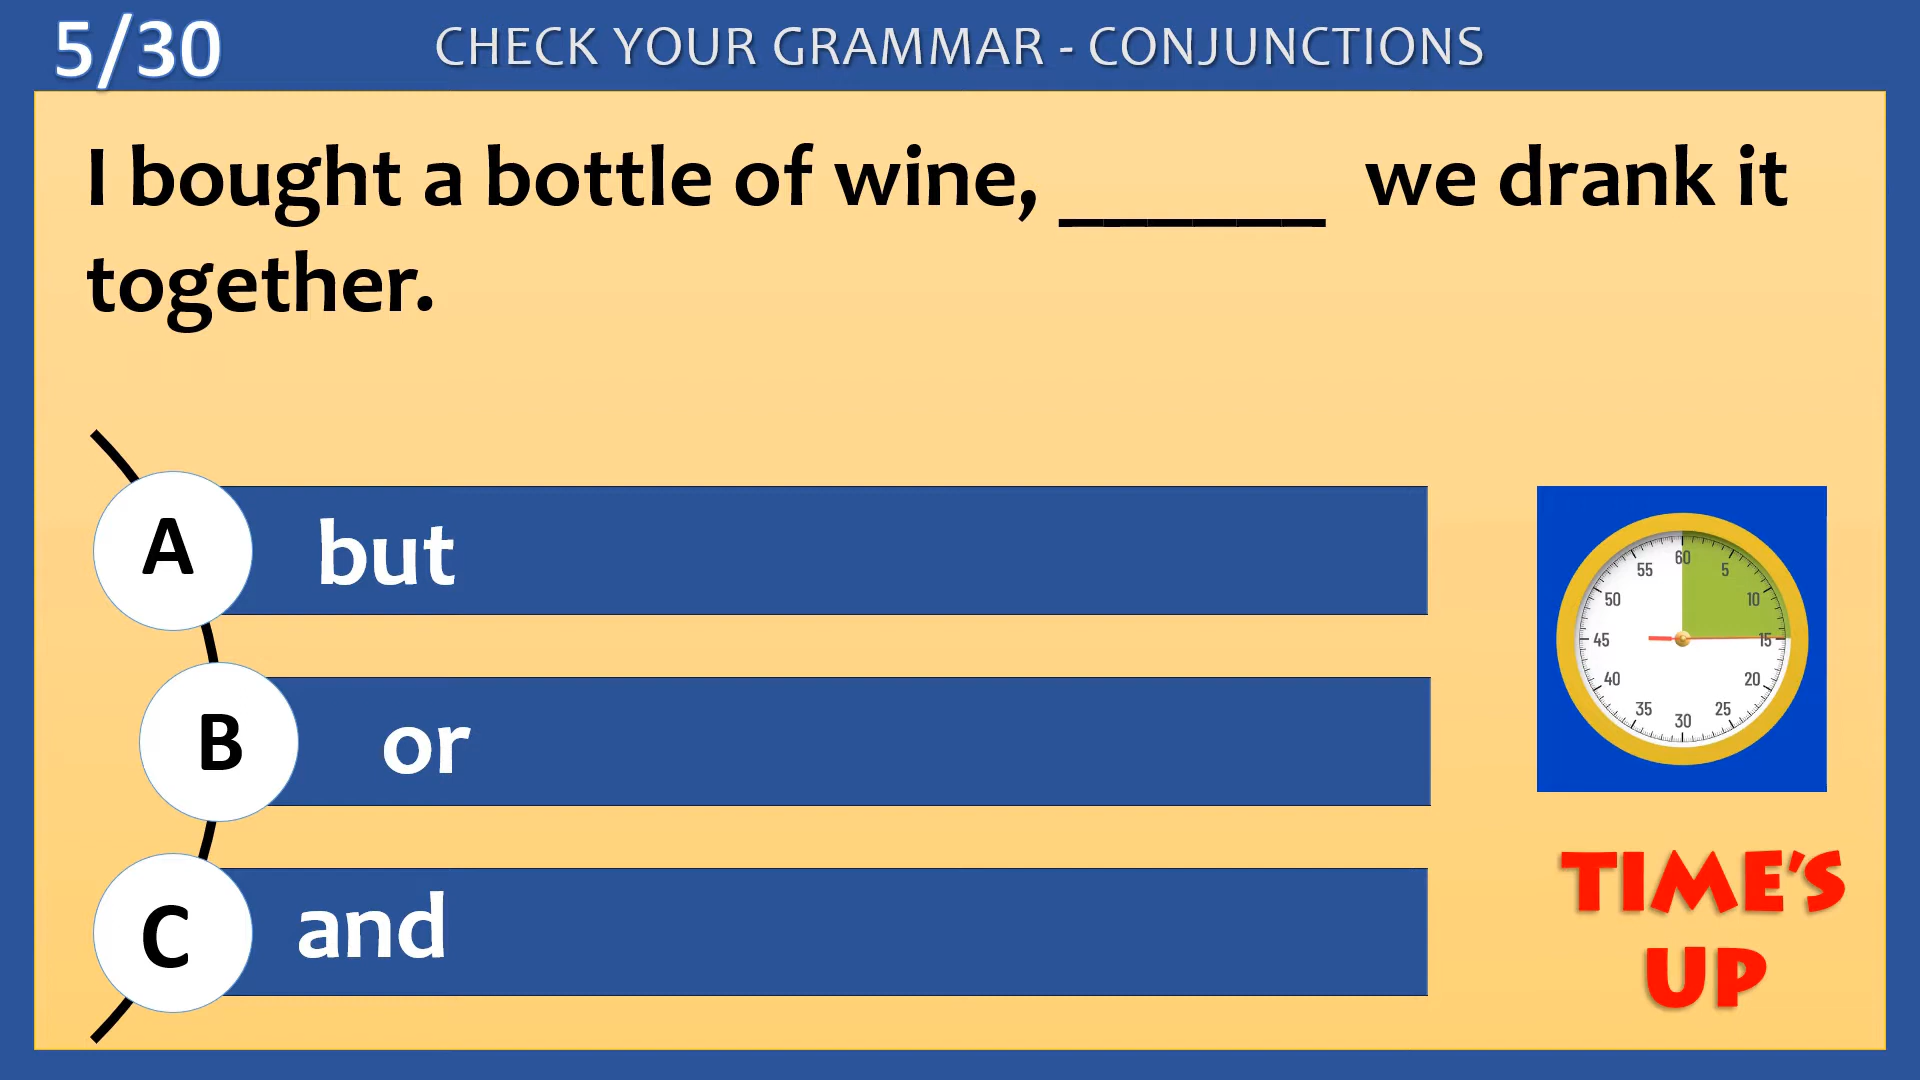 5/30
CHECK YOUR GRAMMAR - CONJUNCTIONS
I bought a bottle of wine, ______ we drank it
together.
A but
B or
C and
60
55 5
50 10
45 15
40 20
35 25
30
TIME'S
UP